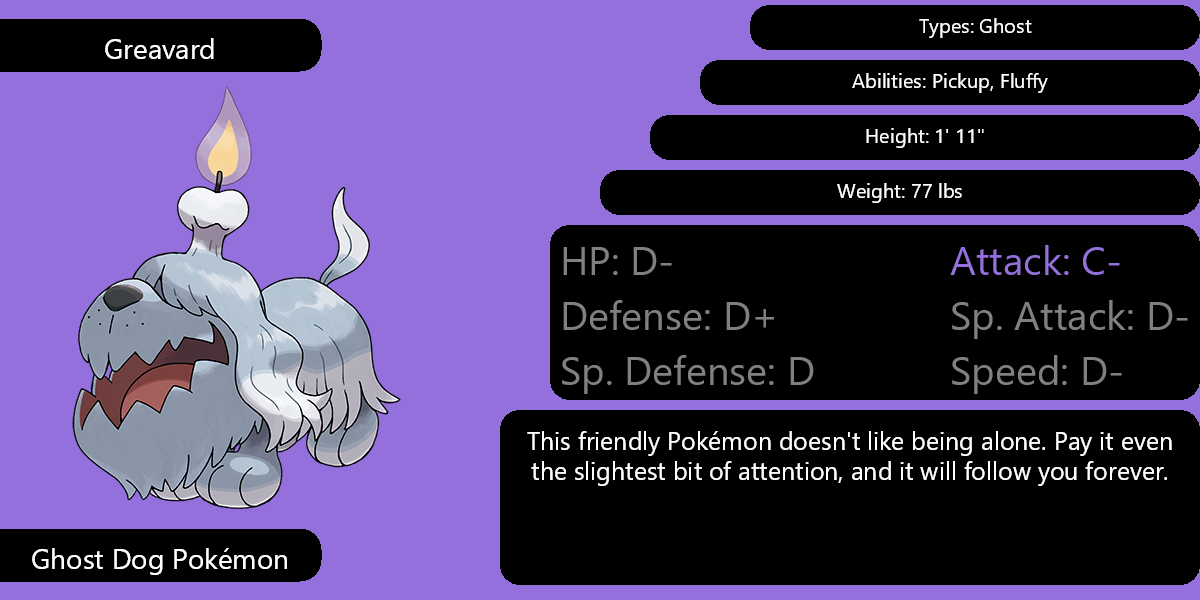 Greavard
Types: Ghost
Abilities: Pickup, Fluffy
Height: 1' 11"
Weight: 77 lbs
HP: D-
Attack: C-
Defense: D+
Sp. Attack: D-
Sp. Defense: D
Speed: D-
This friendly Pokémon doesn't like being alone. Pay it even
the slightest bit of attention, and it will follow you forever.
Ghost Dog Pokémon